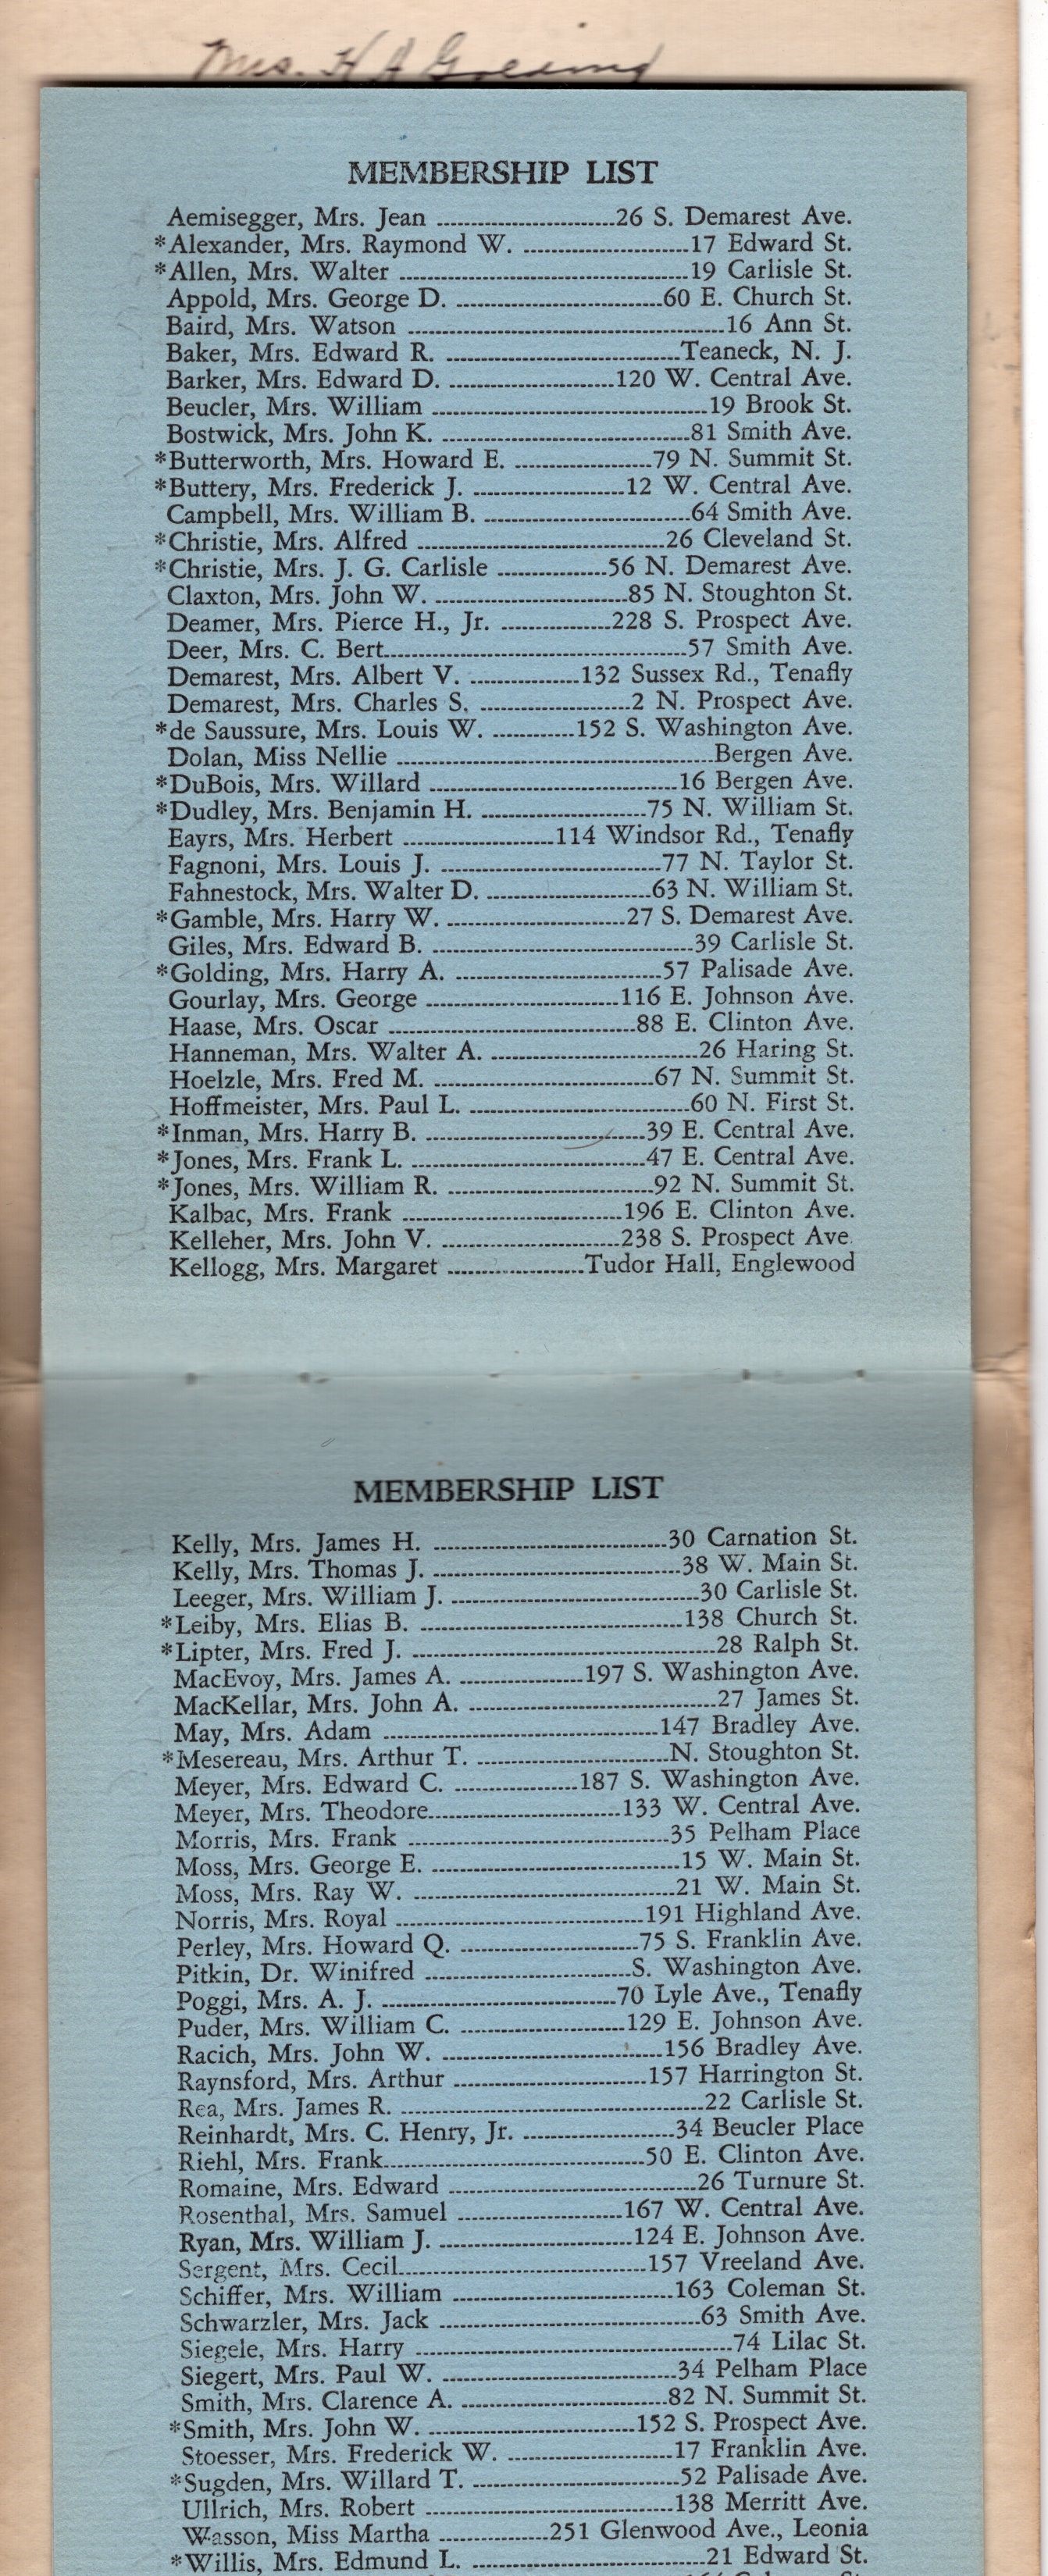 Mrs. H A Golding
MEMBERSHIP LIST
Aemisegger, Mrs. Jean ........ 26 S. Demarest Ave.
*Alexander, Mrs. Raymond W. ........ 17 Edward St.
*Allen, Mrs. Walter ........ 19 Carlisle St.
Appold, Mrs. George D. ........ 60 E. Church St.
Baird, Mrs. Watson ........ 16 Ann St.
Baker, Mrs. Edward R. ........ Teaneck, N. J.
Barker, Mrs. Edward D. ........ 120 W. Central Ave.
Beucler, Mrs. William ........ 19 Brook St.
Bostwick, Mrs. John K. ........ 81 Smith Ave.
*Butterworth, Mrs. Howard E. ........ 79 N. Summit St.
*Buttery, Mrs. Frederick J. ........ 12 W. Central Ave.
Campbell, Mrs. William B. ........ 64 Smith Ave.
*Christie, Mrs. Alfred ........ 26 Cleveland St.
*Christie, Mrs. J. G. Carlisle ........ 56 N. Demarest Ave.
Claxton, Mrs. John W. ........ 85 N. Stoughton St.
Deamer, Mrs. Pierce H., Jr. ........ 228 S. Prospect Ave.
Deer, Mrs. C. Bert ........ 57 Smith Ave.
Demarest, Mrs. Albert V. ........ 132 Sussex Rd., Tenafly
Demarest, Mrs. Charles S. ........ 2 N. Prospect Ave.
*de Saussure, Mrs. Louis W. ........ 152 S. Washington Ave.
Dolan, Miss Nellie ........ Bergen Ave.
*DuBois, Mrs. Willard ........ 16 Bergen Ave.
*Dudley, Mrs. Benjamin H. ........ 75 N. William St.
Eayrs, Mrs. Herbert ........ 114 Windsor Rd., Tenafly
Fagnoni, Mrs. Louis J. ........ 77 N. Taylor St.
Fahnestock, Mrs. Walter D. ........ 63 N. William St.
*Gamble, Mrs. Harry W. ........ 27 S. Demarest Ave.
Giles, Mrs. Edward B. ........ 39 Carlisle St.
*Golding, Mrs. Harry A. ........ 57 Palisade Ave.
Gourlay, Mrs. George ........ 116 E. Johnson Ave.
Haase, Mrs. Oscar ........ 88 E. Clinton Ave.
Hanneman, Mrs. Walter A. ........ 26 Haring St.
Hoelzle, Mrs. Fred M. ........ 67 N. Summit St.
Hoffmeister, Mrs. Paul L. ........ 60 N. First St.
*Inman, Mrs. Harry B. ........ 39 E. Central Ave.
*Jones, Mrs. Frank L. ........ 47 E. Central Ave.
*Jones, Mrs. William R. ........ 92 N. Summit St.
Kalbac, Mrs. Frank ........ 196 E. Clinton Ave.
Kelleher, Mrs. John V. ........ 238 S. Prospect Ave
Kellogg, Mrs. Margaret ........ Tudor Hall, Englewood
MEMBERSHIP LIST
Kelly, Mrs. James H. ........ 30 Carnation St.
Kelly, Mrs. Thomas J. ........ 38 W. Main St.
Leeger, Mrs. William J. ........ 30 Carlisle St.
*Leiby, Mrs. Elias B. ........ 138 Church St.
*Lipter, Mrs. Fred J. ........ 28 Ralph St.
MacEvoy, Mrs. James A. ........ 197 S. Washington Ave.
MacKellar, Mrs. John A. ........ 27 James St.
May, Mrs. Adam ........ 147 Bradley Ave.
*Mesereau, Mrs. Arthur T. ........ N. Stoughton St.
Meyer, Mrs. Edward C. ........ 187 S. Washington Ave.
Meyer, Mrs. Theodore ........ 133 W. Central Ave.
Morris, Mrs. Frank ........ 35 Pelham Place
Moss, Mrs. George E. ........ 15 W. Main St.
Moss, Mrs. Ray W. ........ 21 W. Main St.
Norris, Mrs. Royal ........ 191 Highland Ave.
Perley, Mrs. Howard Q. ........ 75 S. Franklin Ave.
Pitkin, Dr. Winifred ........ S. Washington Ave.
Poggi, Mrs. A. J. ........ 70 Lyle Ave., Tenafly
Puder, Mrs. William C. ........ 129 E. Johnson Ave.
Racich, Mrs. John W. ........ 156 Bradley Ave.
Raynsford, Mrs. Arthur ........ 157 Harrington St.
Rea, Mrs. James R. ........ 22 Carlisle St.
Reinhardt, Mrs. C. Henry, Jr. ........ 34 Beucler Place
Riehl, Mrs. Frank ........ 50 E. Clinton Ave.
Romaine, Mrs. Edward ........ 26 Turnure St.
Rosenthal, Mrs. Samuel ........ 167 W. Central Ave.
Ryan, Mrs. William J. ........ 124 E. Johnson Ave.
Sergent, Mrs. Cecil ........ 157 Vreeland Ave.
Schiffer, Mrs. William ........ 163 Coleman St.
Schwarzler, Mrs. Jack ........ 63 Smith Ave.
Siegele, Mrs. Harry ........ 74 Lilac St.
Siegert, Mrs. Paul W. ........ 34 Pelham Place
Smith, Mrs. Clarence A. ........ 82 N. Summit St.
*Smith, Mrs. John W. ........ 152 S. Prospect Ave.
Stoesser, Mrs. Frederick W. ........ 17 Franklin Ave.
*Sugden, Mrs. Willard T. ........ 52 Palisade Ave.
Ullrich, Mrs. Robert ........ 138 Merritt Ave.
Wasson, Miss Martha ........ 251 Glenwood Ave., Leonia
*Willis, Mrs. Edmund L. ........ 21 Edward St.